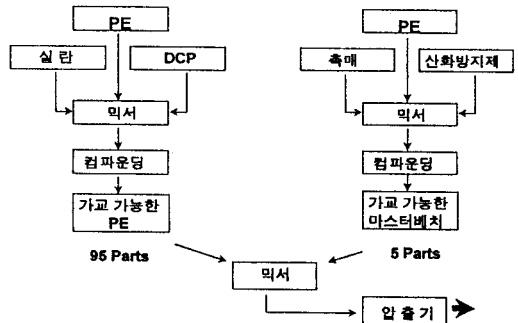 PE
실 란
DCP
믹서
컴파운딩
가교 가능한
PE
95 Parts
PE
촉매
산화방지제
믹서
컴파운딩
가교 가능한
마스터배치
5 Parts
믹서
압 출 기